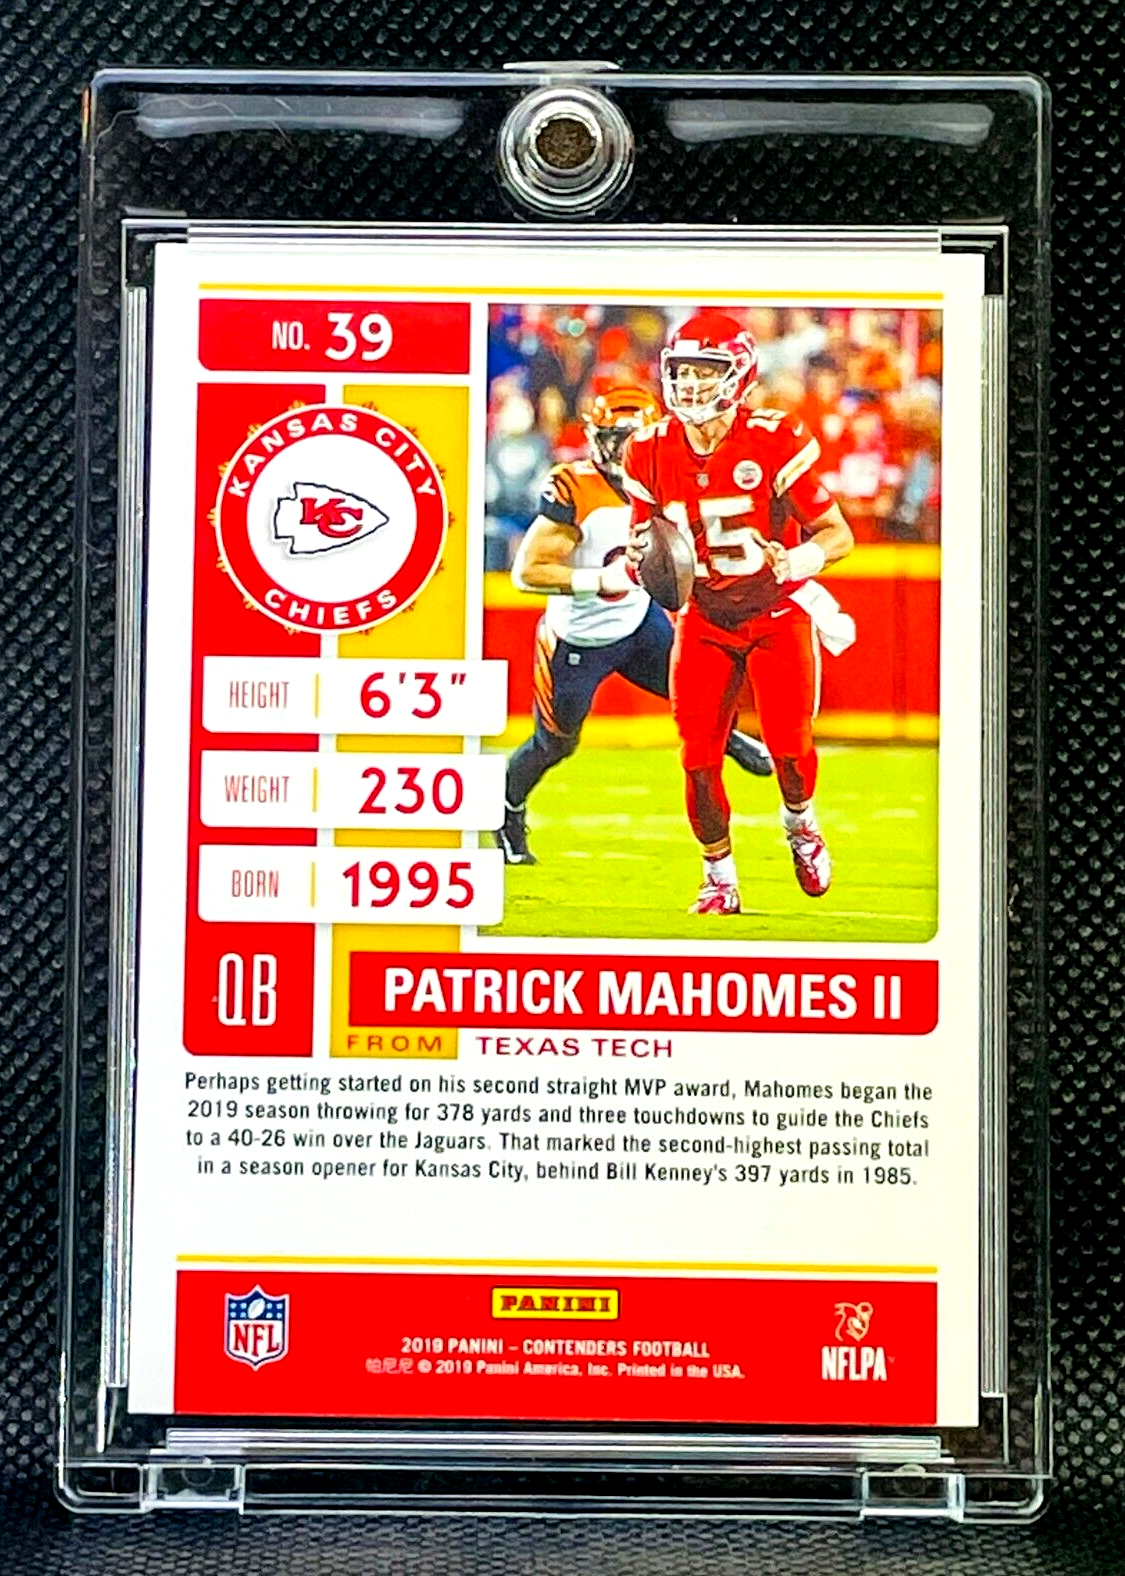 NO. 39
KANSAS CITY
KC
CHIEFS
15
15
HEIGHT 6'3"
WEIGHT 230
BORN 1995
QB
PATRICK MAHOMES II
FROM TEXAS TECH
Perhaps getting started on his second straight MVP award, Mahomes began the
2019 season throwing for 378 yards and three touchdowns to guide the Chiefs
to a 40-26 win over the Jaguars. That marked the second-highest passing total
in a season opener for Kansas City, behind Bill Kenney's 397 yards in 1985.
NFL
PANINI
2019 PANINI – CONTENDERS FOOTBALL
帕尼尼 © 2019 Panini America, Inc. Printed in the USA.
NFLPA